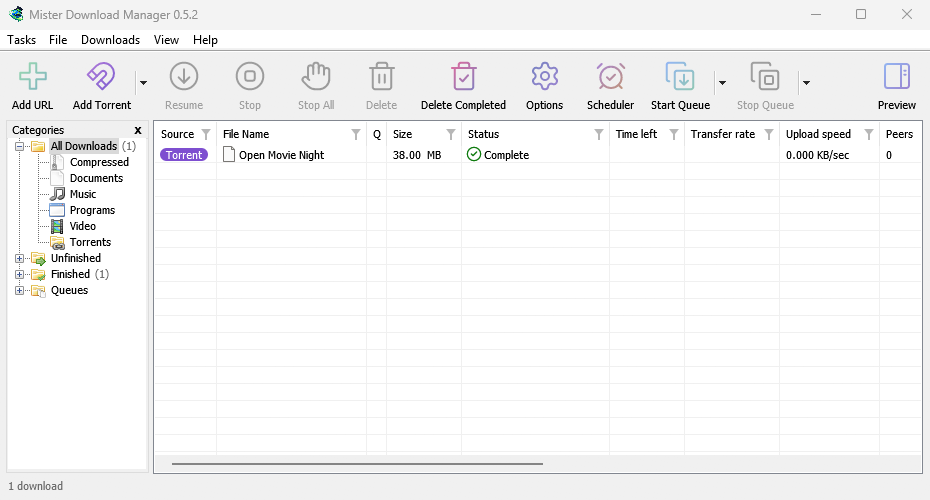 Mister Download Manager 0.5.2
Tasks File Downloads View Help
Add URL Add Torrent Resume Stop Stop All Delete Delete Completed Options Scheduler Start Queue Stop Queue Preview
Categories x
Source File Name Q Size Status Time left Transfer rate Upload speed Peers
All Downloads (1)
Torrent Open Movie Night 38.00 MB Complete 0.000 KB/sec 0
Compressed
Documents
Music
Programs
Video
Torrents
Unfinished
Finished (1)
Queues
1 download